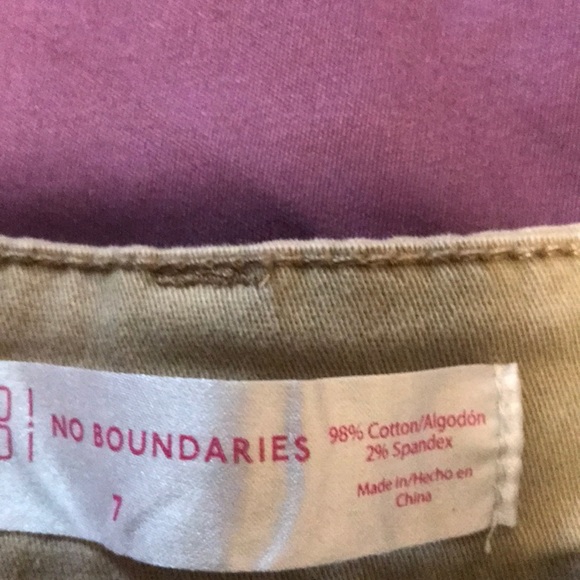 NO BOUNDARIES
7
98% Cotton/Algodón
2% Spandex
Made in/Hecho en
China